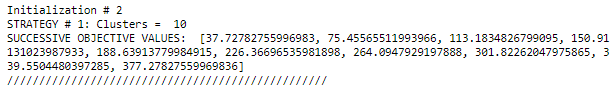 Initialization # 2
STRATEGY # 1: Clusters =  10
SUCCESSIVE OBJECTIVE VALUES:  [37.72782755996983, 75.45565511993966, 113.1834826799095, 150.91
131023987933, 188.63913779984915, 226.36696535981898, 264.0947929197888, 301.82262047975865, 3
39.5504480397285, 377.27827559969836]
///////////////////////////////////////////////////